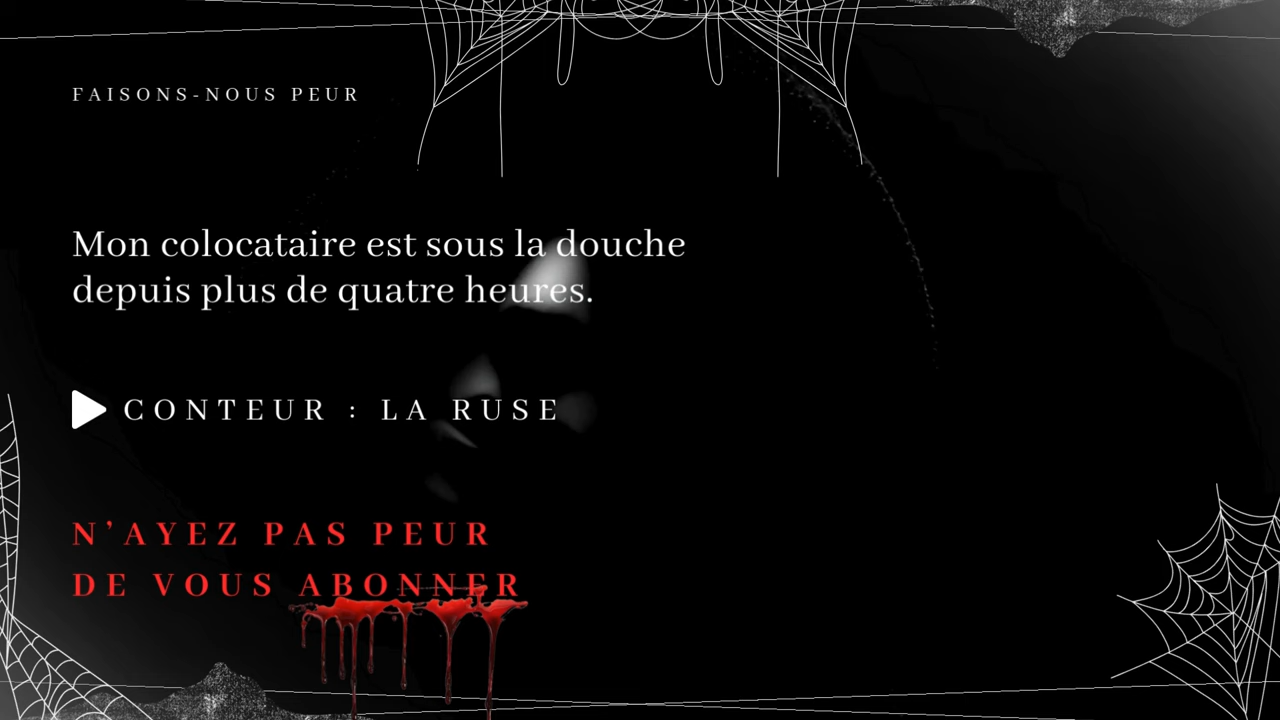 FAISONS-NOUS PEUR
Mon colocataire est sous la douche
depuis plus de quatre heures.
CONTEUR : LA RUSE
N’AYEZ PAS PEUR
DE VOUS ABONNER